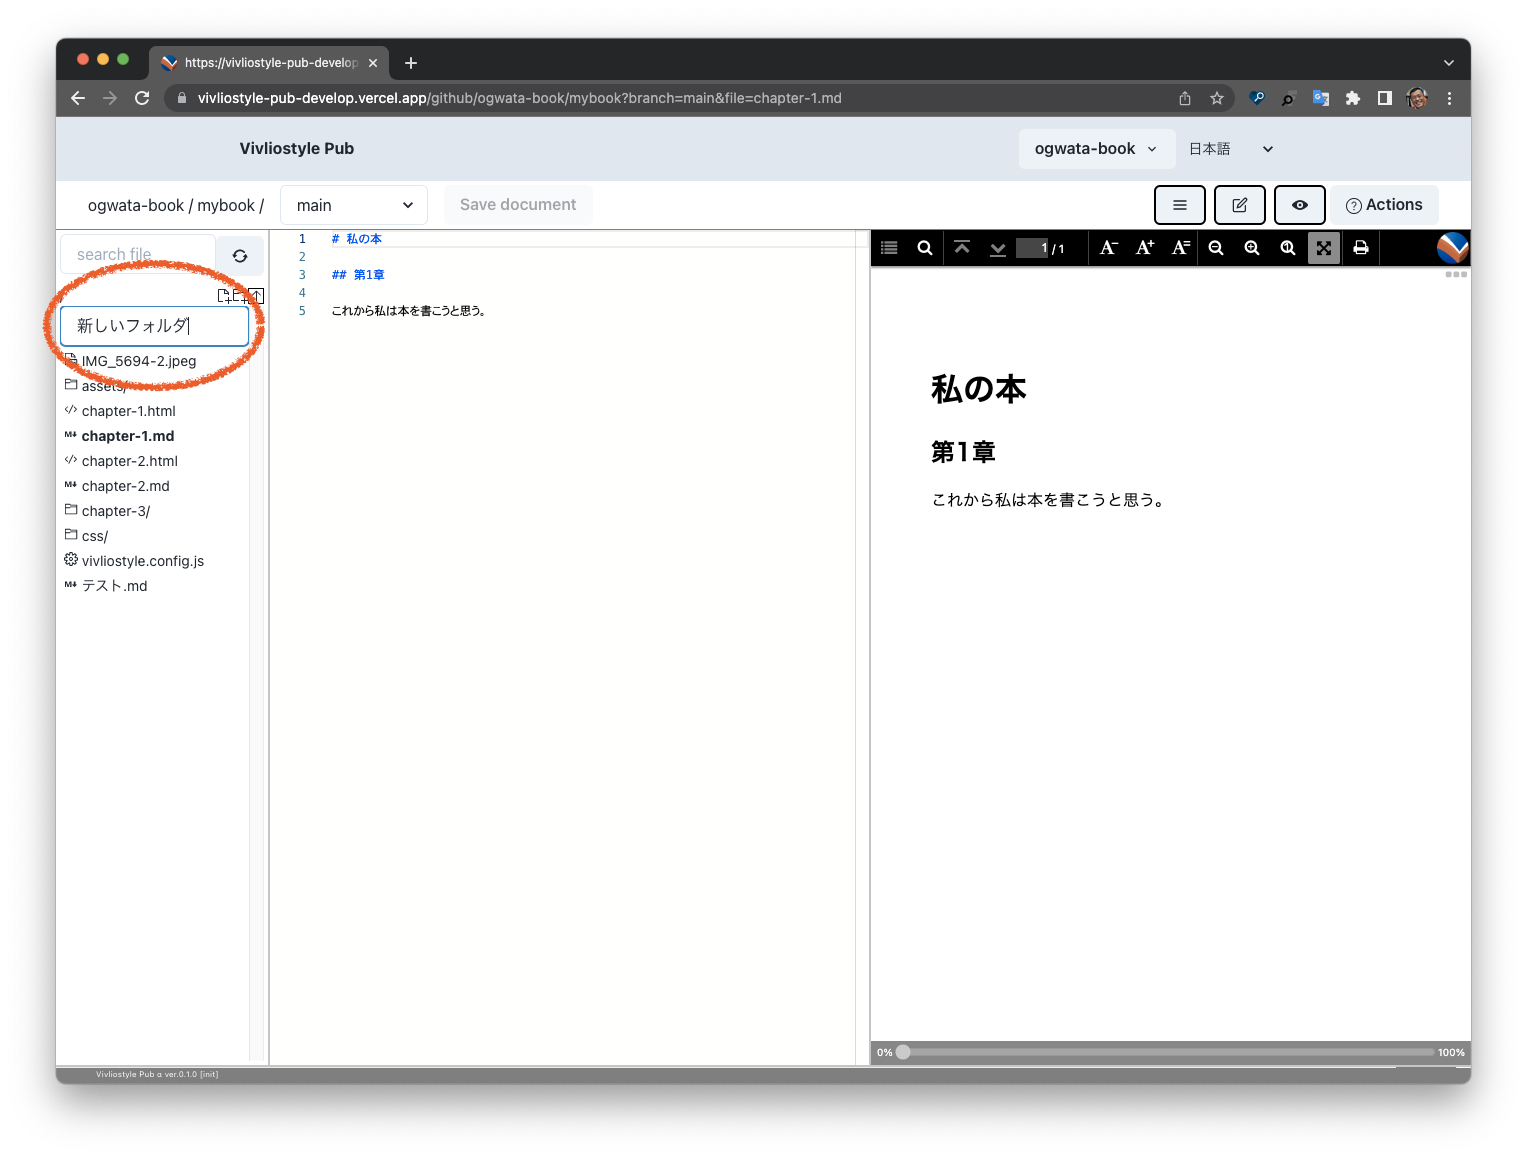 https://vivliostyle-pub-develop
vivliostyle-pub-develop.vercel.app/github/ogwata-book/mybook?branch=main&file=chapter-1.md
Vivliostyle Pub
ogwata-book
日本語
ogwata-book / mybook /
main
Save document
Actions
search file
/
新しいフォルダ
IMG_5694-2.jpeg
assets/
chapter-1.html
chapter-1.md
chapter-2.html
chapter-2.md
chapter-3/
css/
vivliostyle.config.js
テスト.md
1 # 私の本
2
3 ## 第1章
4
5 これから私は本を書こうと思う。
1 / 1
私の本
第1章
これから私は本を書こうと思う。
0%
100%
Vivliostyle Pub α ver.0.1.0 [init]